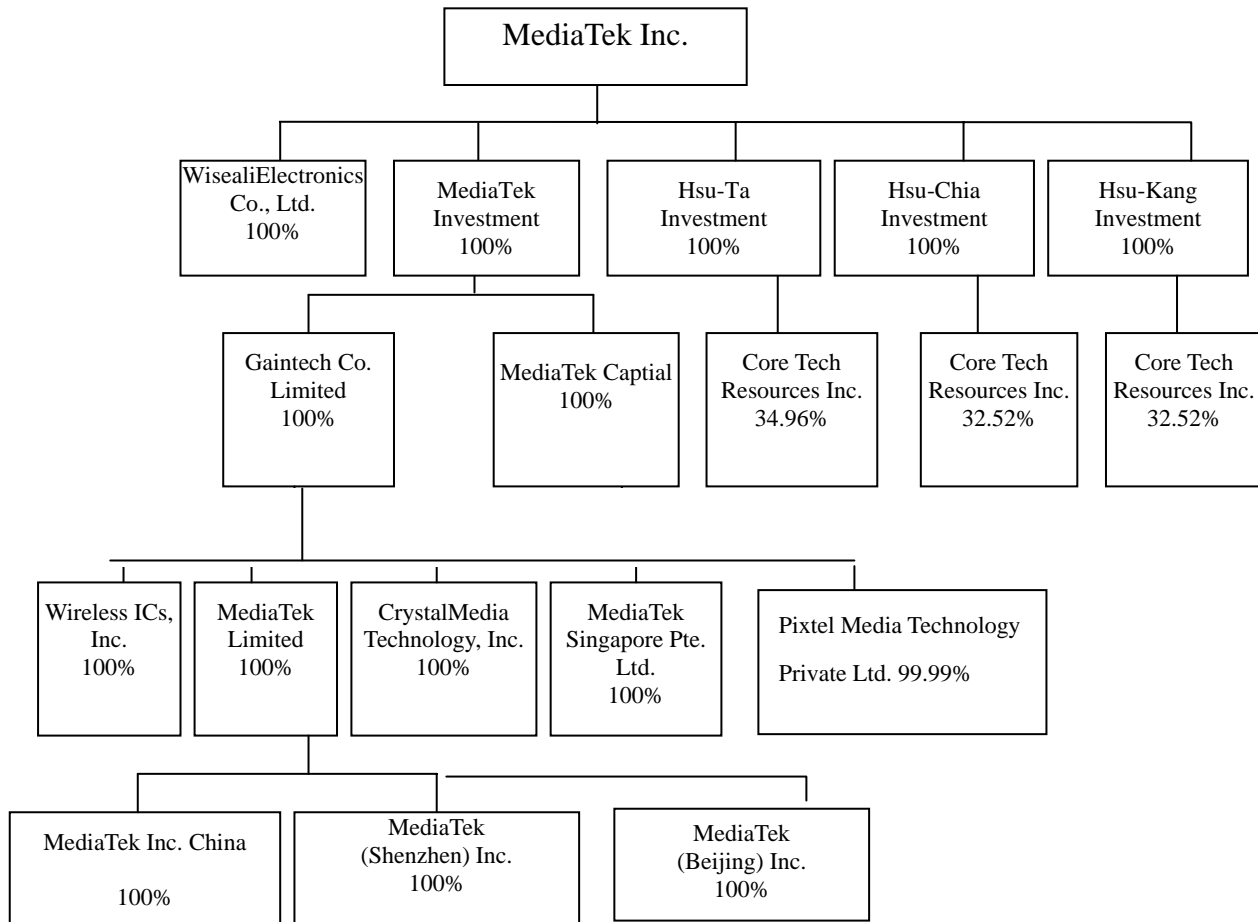 MediaTek Inc.
WisealiElectronics
Co., Ltd.
100%
MediaTek
Investment
100%
Hsu-Ta
Investment
100%
Hsu-Chia
Investment
100%
Hsu-Kang
Investment
100%
Gaintech Co.
Limited
100%
MediaTek Captial
100%
Core Tech
Resources Inc.
34.96%
Core Tech
Resources Inc.
32.52%
Core Tech
Resources Inc.
32.52%
Wireless ICs,
Inc.
100%
MediaTek
Limited
100%
CrystalMedia
Technology, Inc.
100%
MediaTek
Singapore Pte.
Ltd.
100%
Pixtel Media Technology
Private Ltd. 99.99%
MediaTek Inc. China
100%
MediaTek
(Shenzhen) Inc.
100%
MediaTek
(Beijing) Inc.
100%